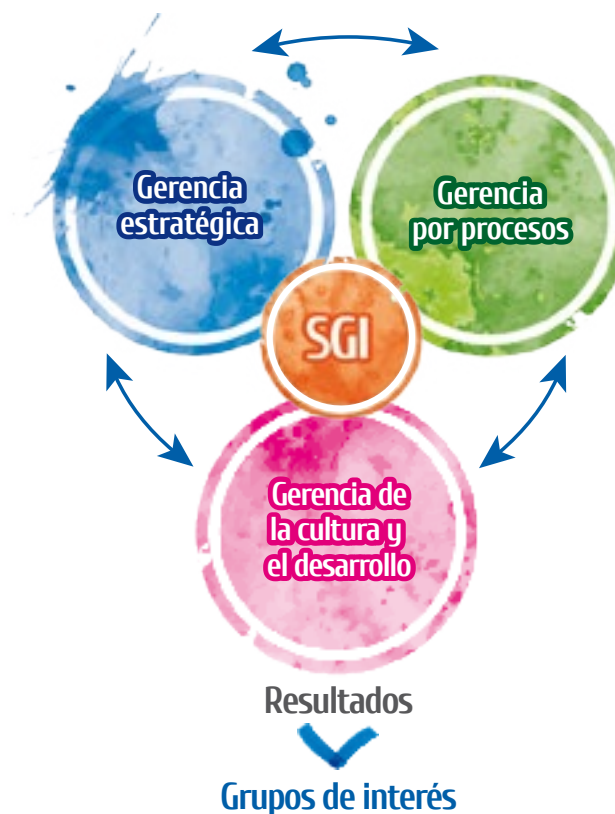 Gerencia
estratégica
Gerencia
por procesos
SGI
Gerencia de
la cultura y
el desarrollo
Resultados
Grupos de interés